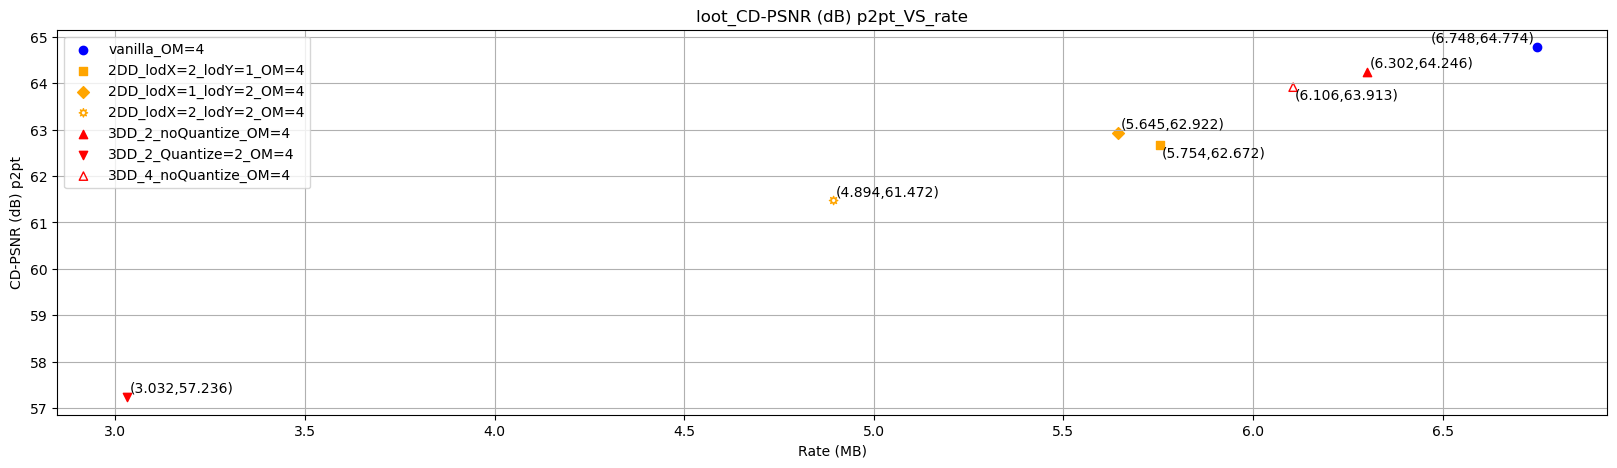 loot_CD-PSNR (dB) p2pt_VS_rate
CD-PSNR (dB) p2pt
65
64
63
62
61
60
59
58
57
vanilla_OM=4
2DD_lodX=2_lodY=1_OM=4
2DD_lodX=1_lodY=2_OM=4
2DD_lodX=2_lodY=2_OM=4
3DD_2_noQuantize_OM=4
3DD_2_Quantize=2_OM=4
3DD_4_noQuantize_OM=4
(6.748,64.774)
(6.302,64.246)
(6.106,63.913)
(5.645,62.922)
(5.754,62.672)
(4.894,61.472)
(3.032,57.236)
3.0 3.5 4.0 4.5 5.0 5.5 6.0 6.5
Rate (MB)